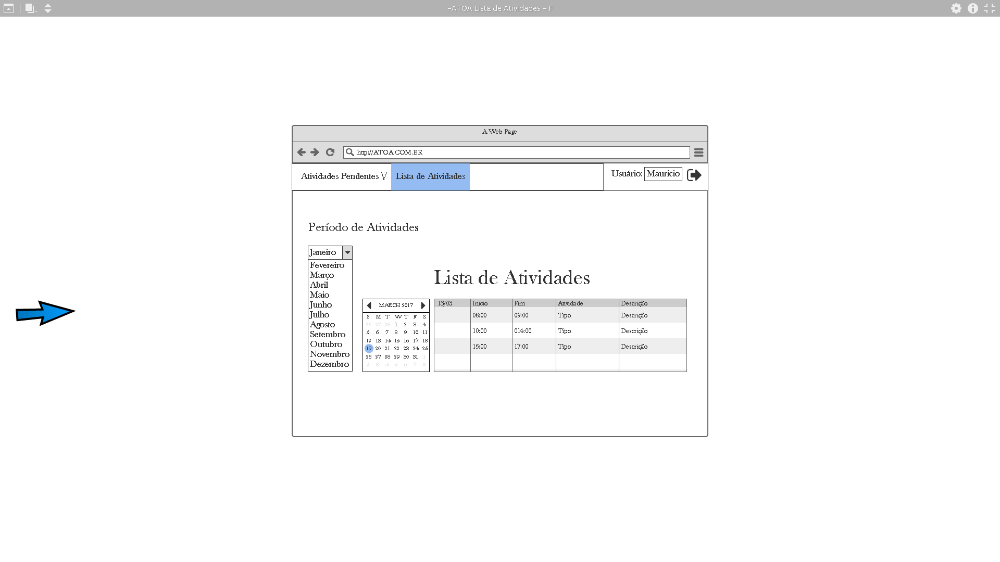 -ATOA Lista de Atividades - F
A Web Page
http://ATOA.COM.BR
Atividades Pendentes \/ Lista de Atividades
Usuário: Mauricio
Período de Atividades
Janeiro
Fevereiro
Março
Abril
Maio
Junho
Julho
Agosto
Setembro
Outubro
Novembro
Dezembro
Lista de Atividades
MARCH 2017
S M T W T F S
26 27 28 1 2 3 4
5 6 7 8 9 10 11
12 13 14 15 16 17 18
19 20 21 22 23 24 25
26 27 28 29 30 31 1
2 3 4 5 6 7 8
13/03 Inicio Fim Atividade Descrição
08:00 09:00 Tipo Descrição
10:00 014:00 Tipo Descrição
15:00 17:00 Tipo Descrição